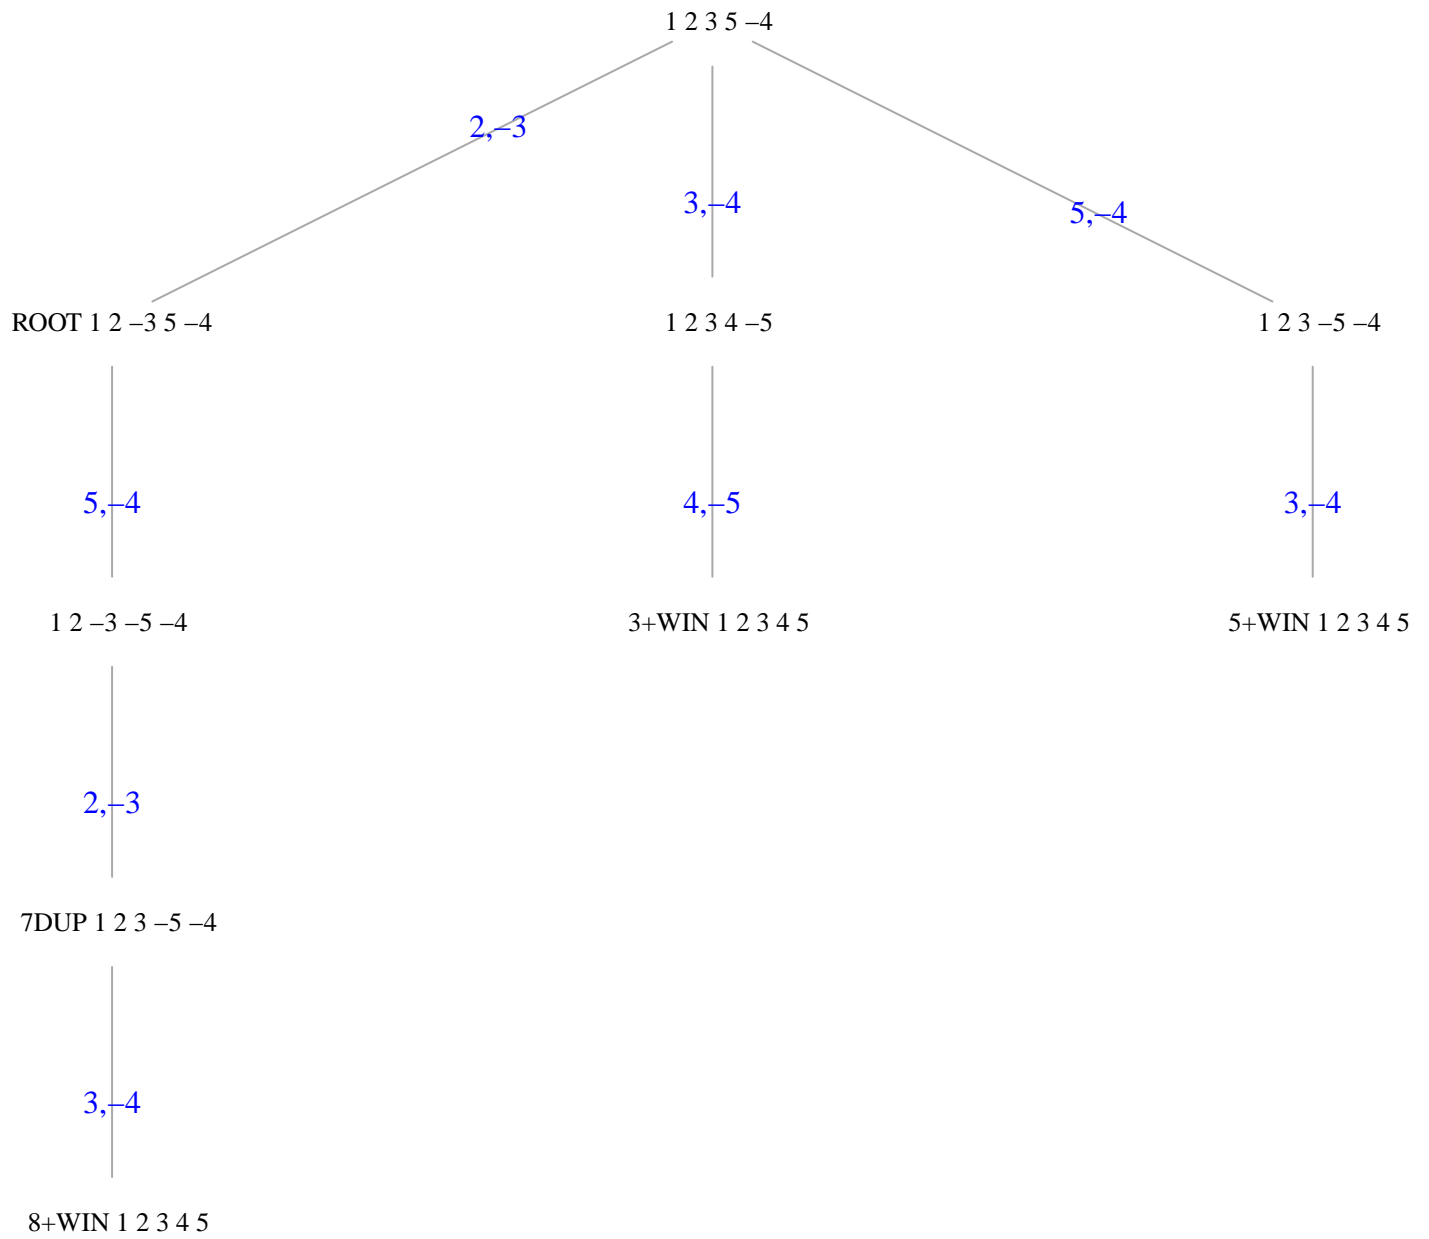 1 2 3 5 –4
2,–3
3,–4
5,–4
ROOT 1 2 –3 5 –4
1 2 3 4 –5
1 2 3 –5 –4
5,–4
4,–5
3,–4
1 2 –3 –5 –4
3+WIN 1 2 3 4 5
5+WIN 1 2 3 4 5
2,–3
7DUP 1 2 3 –5 –4
3,–4
8+WIN 1 2 3 4 5